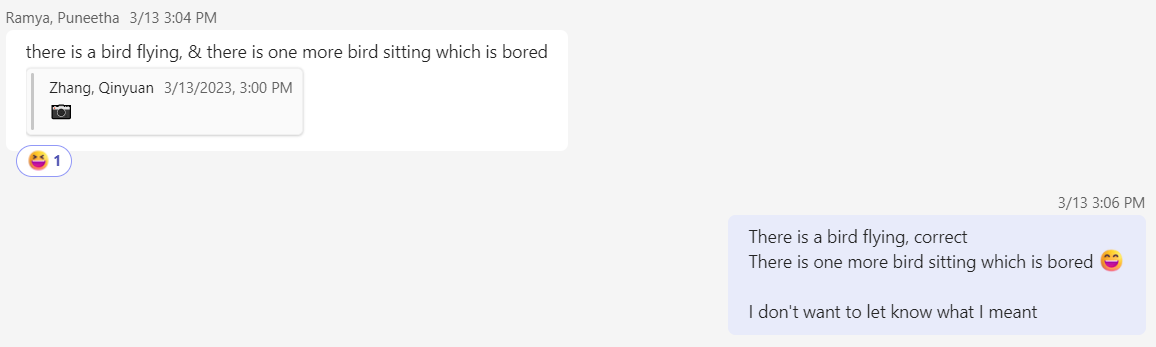 Ramya, Puneetha 3/13 3:04 PM
there is a bird flying, & there is one more bird sitting which is bored
Zhang, Qinyuan 3/13/2023, 3:00 PM
📷
😆 1
3/13 3:06 PM
There is a bird flying, correct
There is one more bird sitting which is bored 😄
I don't want to let know what I meant